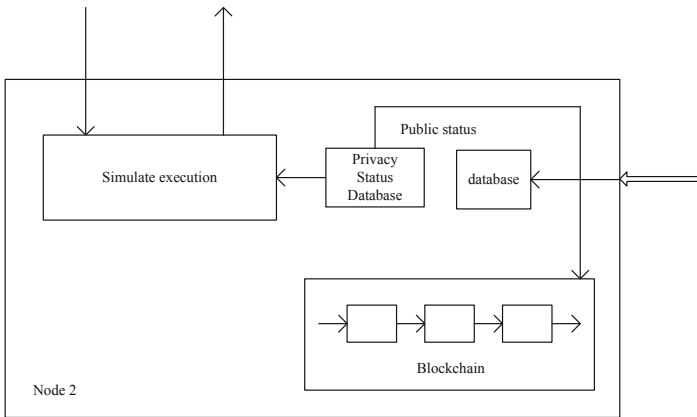 Public status
Simulate execution
Privacy
Status
Database
database
Blockchain
Node 2